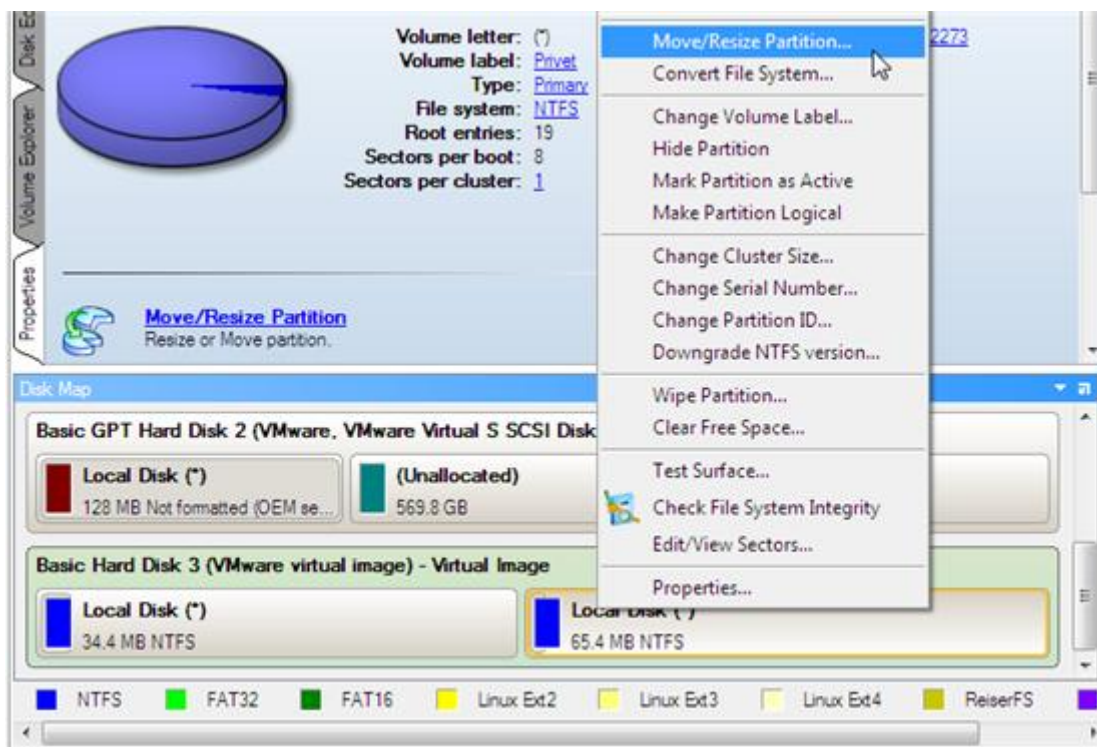 Disk Ed
Volume Explorer
Properties
Volume letter: (*)
Volume label: Privet
Type: Primary
File system: NTFS
Root entries: 19
Sectors per boot: 8
Sectors per cluster: 1
2273
Move/Resize Partition
Resize or Move partition.
Move/Resize Partition...
Convert File System...
Change Volume Label...
Hide Partition
Mark Partition as Active
Make Partition Logical
Change Cluster Size...
Change Serial Number...
Change Partition ID...
Downgrade NTFS version...
Wipe Partition...
Clear Free Space...
Test Surface...
Check File System Integrity
Edit/View Sectors...
Properties...
Disk Map
Basic GPT Hard Disk 2 (VMware, VMware Virtual S SCSI Disk
Local Disk (*)
128 MB Not formatted (OEM se...
(Unallocated)
569.8 GB
Basic Hard Disk 3 (VMware virtual image) - Virtual Image
Local Disk (*)
34.4 MB NTFS
Local Disk (*)
65.4 MB NTFS
NTFS FAT32 FAT16 Linux Ext2 Linux Ext3 Linux Ext4 ReiserFS